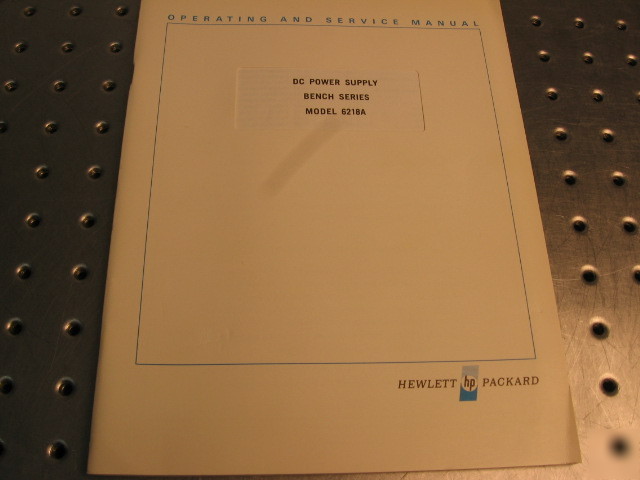 OPERATING AND SERVICE MANUAL
DC POWER SUPPLY
BENCH SERIES
MODEL 6218A
HEWLETT hp PACKARD